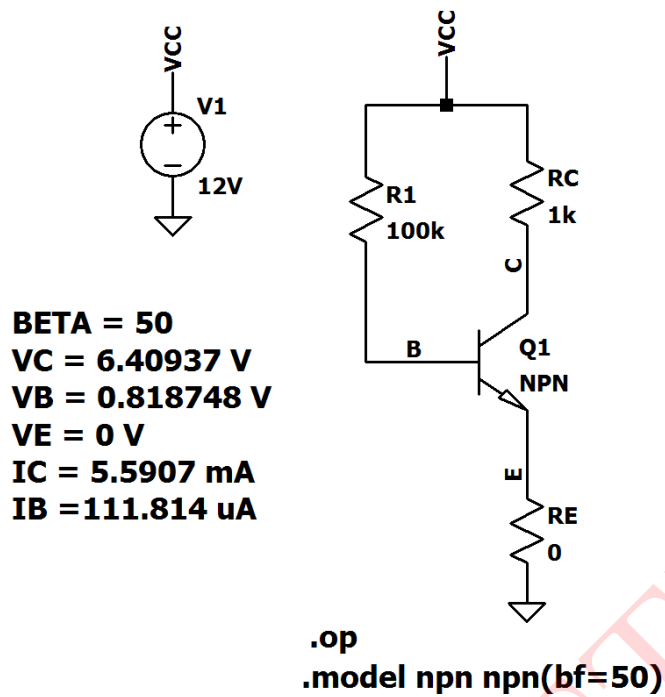 VCC
V1
+
−
12V
VCC
R1
100k
RC
1k
C
B
Q1
NPN
E
RE
0
BETA = 50
VC = 6.40937 V
VB = 0.818748 V
VE = 0 V
IC = 5.5907 mA
IB =111.814 uA
.op
.model npn npn(bf=50)